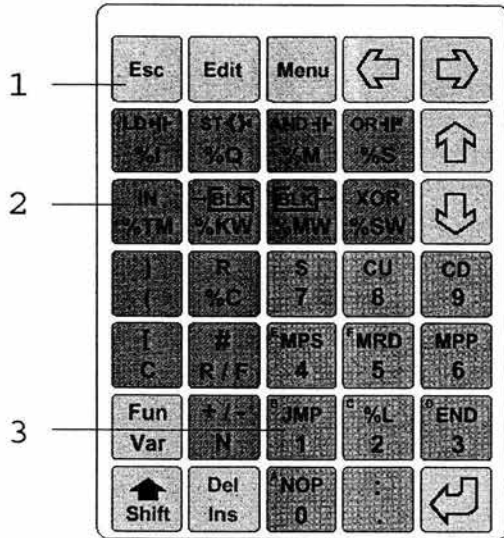 1
Esc Edit Menu
LD ST AND OR
%I %Q %M %S
2
IN BLK BLK XOR
%TM %KW %MW %SW
) R S CU CD
( %C 7 8 9
[ # E MPS F MRD MPP
C R / F 4 5 6
3
Fun + / - B JMP C %L D END
Var N 1 2 3
Del A NOP :
Shift Ins 0 .